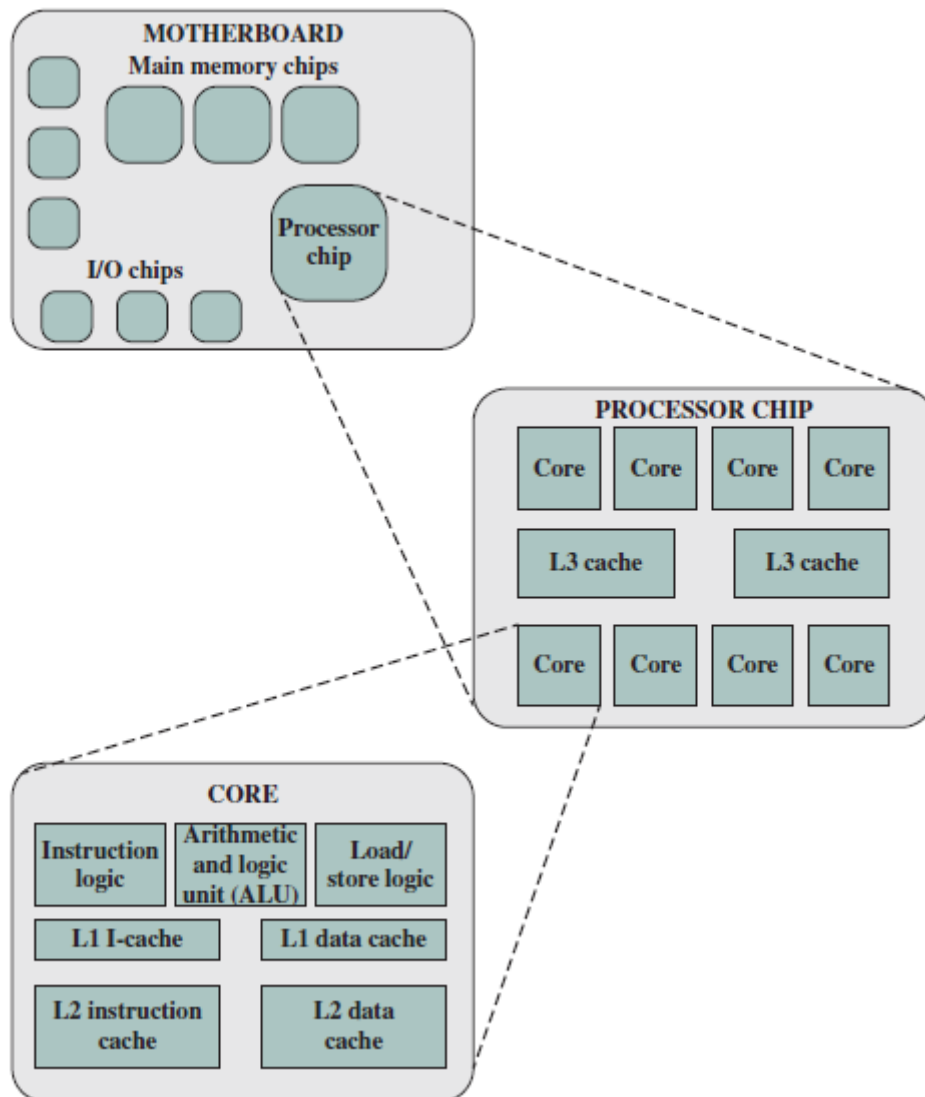 MOTHERBOARD
Main memory chips
Processor
chip
I/O chips
PROCESSOR CHIP
Core
Core
Core
Core
L3 cache
L3 cache
Core
Core
Core
Core
CORE
Instruction
logic
Arithmetic
and logic
unit (ALU)
Load/
store logic
L1 I-cache
L1 data cache
L2 instruction
cache
L2 data
cache